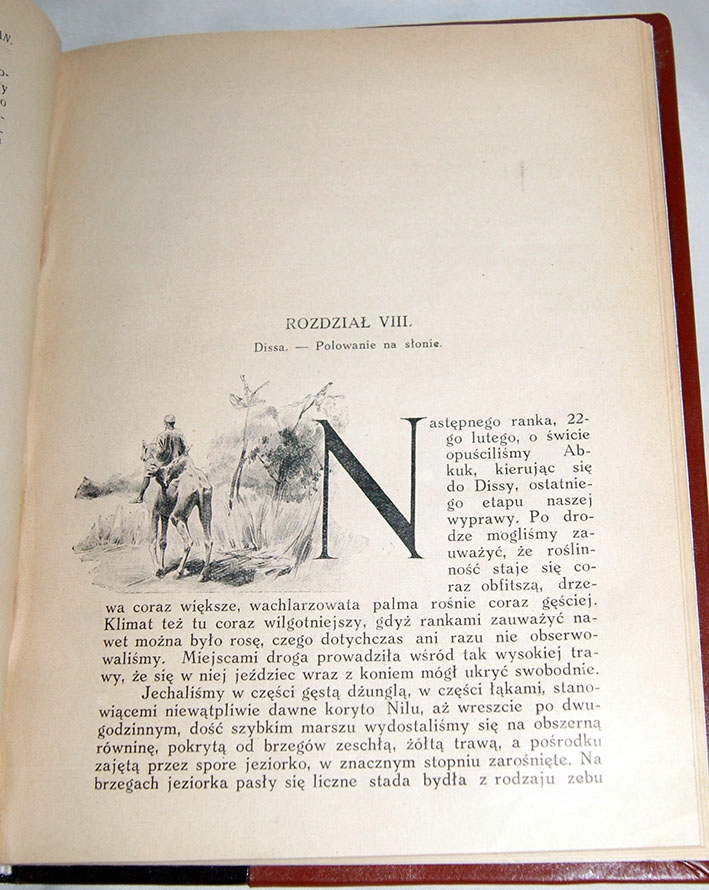 ROZDZIAŁ VIII.
Dissa. — Polowanie na słonie.
Następnego ranka, 22-
go lutego, o świcie
opuściliśmy Ab-
kuk, kierując się
do Dissy, ostatnie-
go etapu naszej
wyprawy. Po dro-
dze mogliśmy za-
uważyć, że roślin-
ność staje się co-
raz obfitszą, drze-
wa coraz większe, wachlarzowata palma rośnie coraz gęściej.
Klimat też tu coraz wilgotniejszy, gdyż rankami zauważyć na-
wet można było rosę, czego dotychczas ani razu nie obserwo-
waliśmy. Miejscami droga prowadziła wśród tak wysokiej tra-
wy, że się w niej jeździec wraz z koniem mógł ukryć swobodnie.
Jechaliśmy w części gęstą dżunglą, w części łąkami, stano-
wiącemi niewątpliwie dawne koryto Nilu, aż wreszcie po dwu-
godzinnym, dość szybkim marszu wydostaliśmy się na obszerną
równinę, pokrytą od brzegów zeschłą, żółtą trawą, a pośrodku
zajętą przez spore jeziorko, w znacznym stopniu zarośnięte. Na
brzegach jeziorka pasły się liczne stada bydła z rodzaju zebu